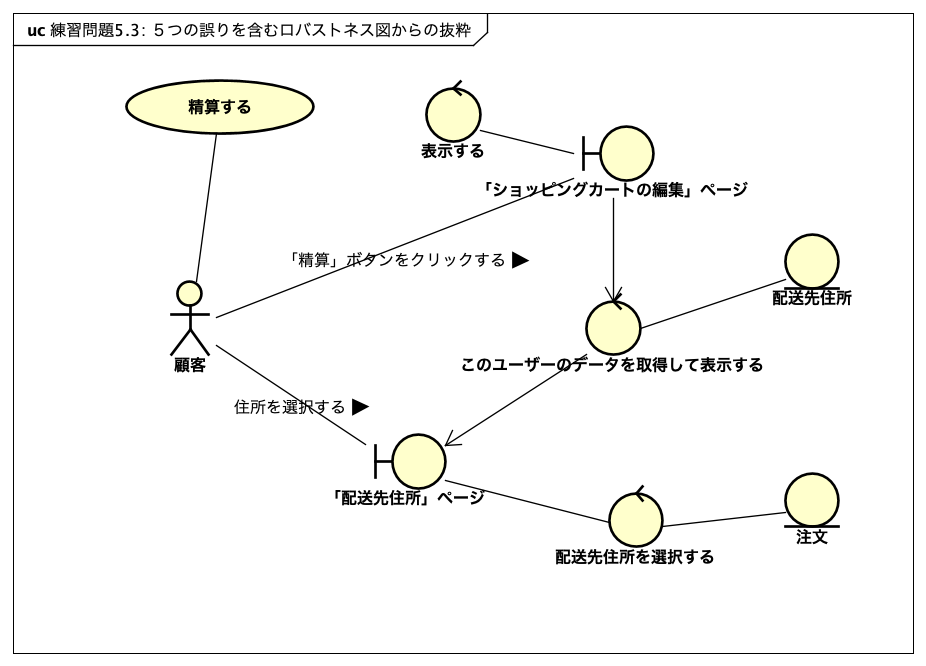 uc 練習問題5.3: ５つの誤りを含むロバストネス図からの抜粋
精算する
表示する
「ショッピングカートの編集」ページ
「精算」ボタンをクリックする
配送先住所
顧客
このユーザーのデータを取得して表示する
住所を選択する
「配送先住所」ページ
注文
配送先住所を選択する